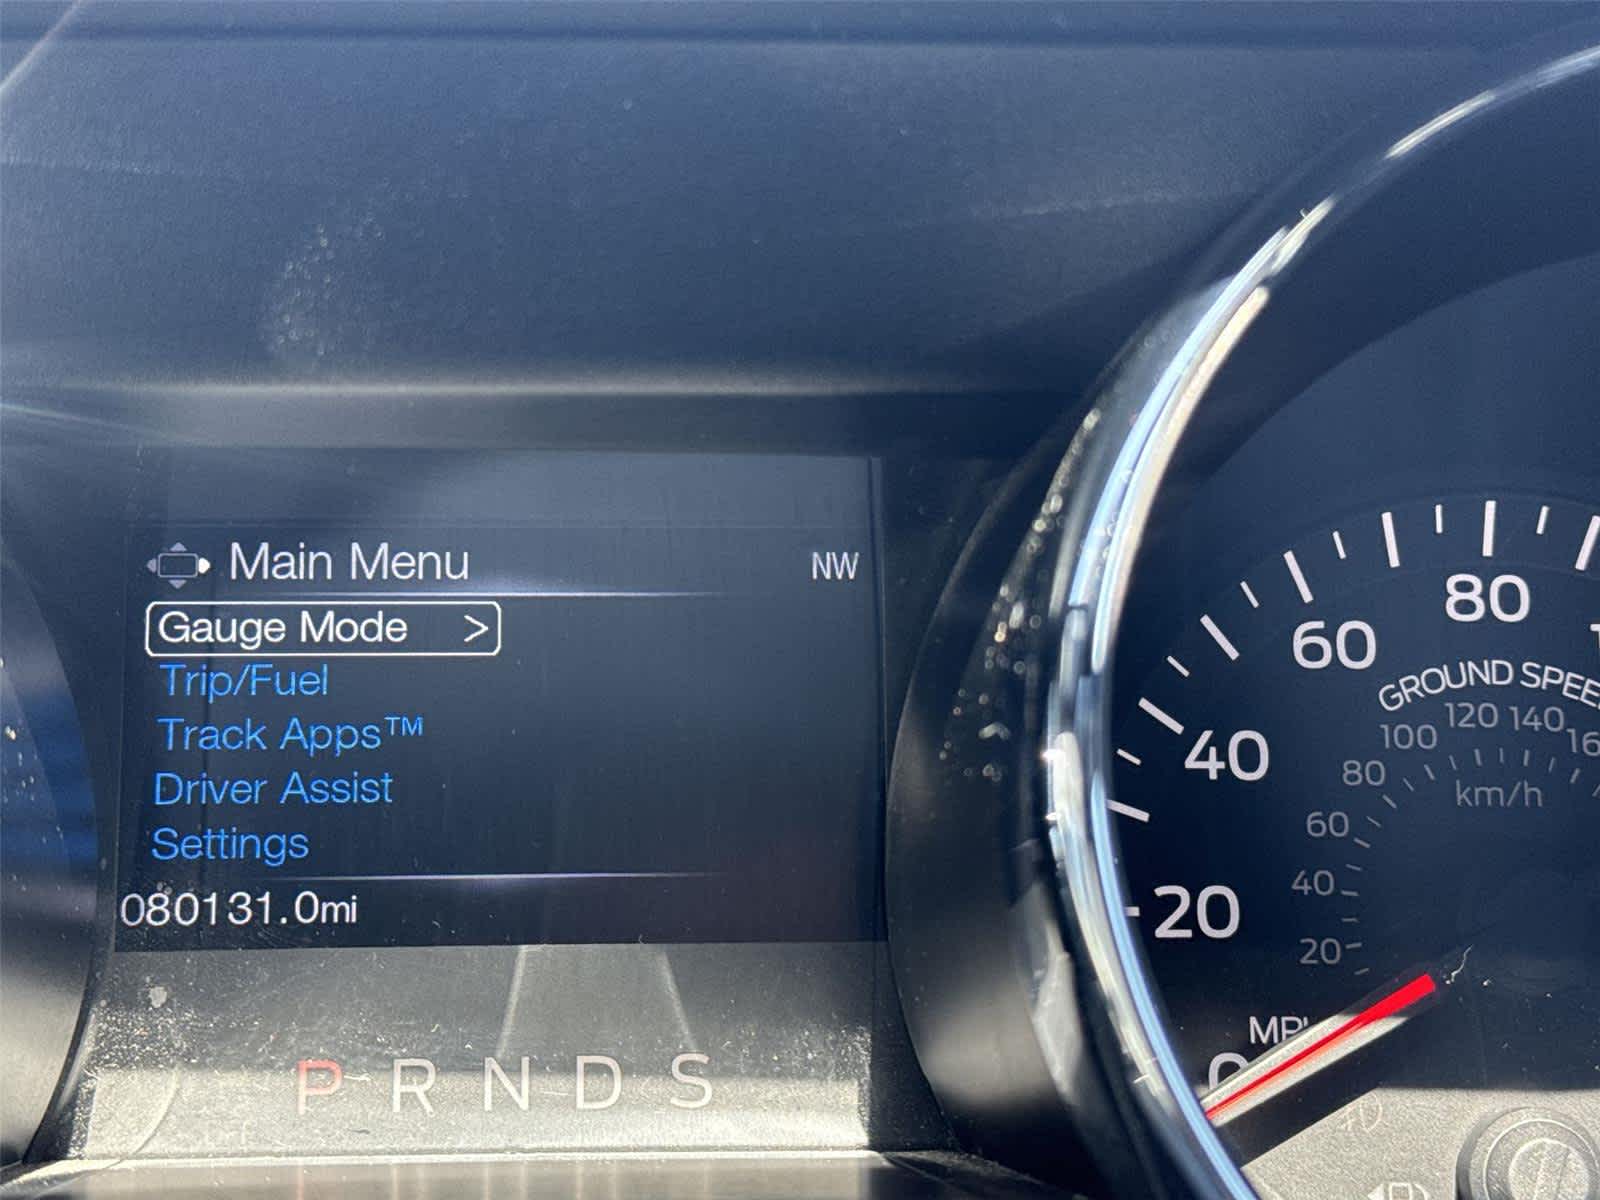 Main Menu
NW
Gauge Mode >
Trip/Fuel
Track Apps™
Driver Assist
Settings
080131.0mi
P R N D S
80
60
40
20
0
GROUND SPEE
120
140
100
80
60
40
20
km/h